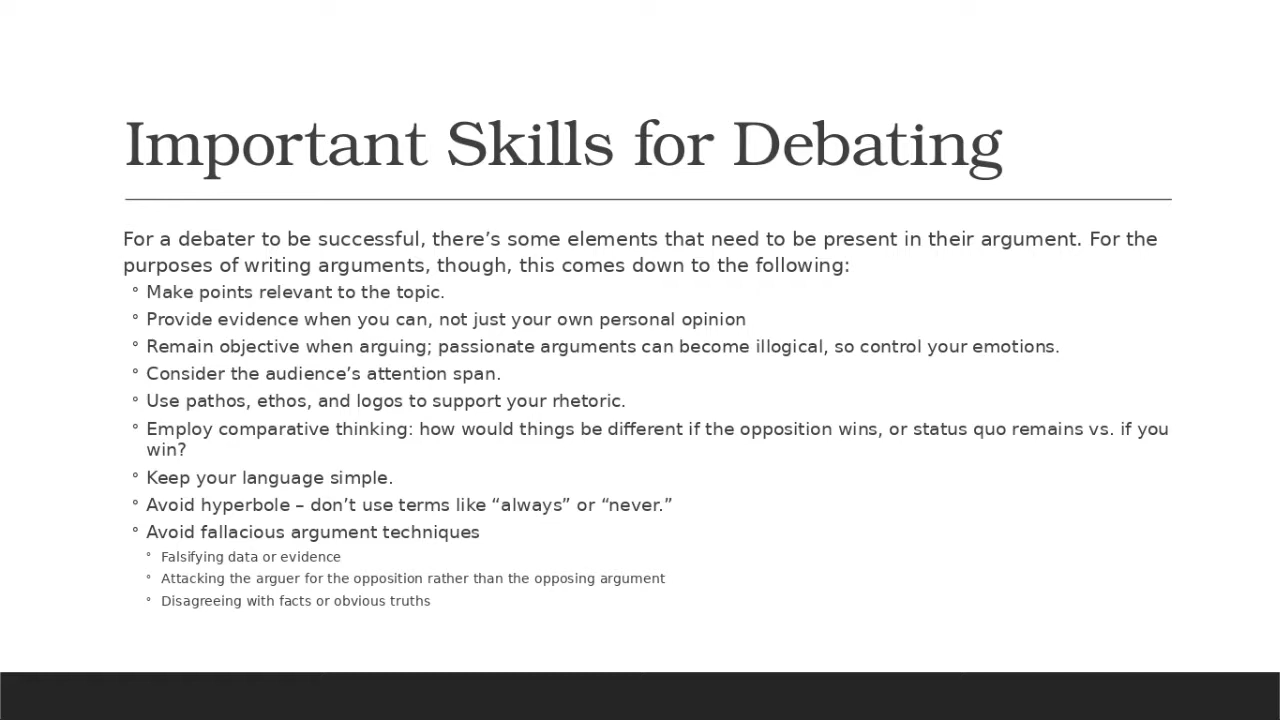 Important Skills for Debating
For a debater to be successful, there’s some elements that need to be present in their argument. For the
purposes of writing arguments, though, this comes down to the following:
° Make points relevant to the topic.
° Provide evidence when you can, not just your own personal opinion
° Remain objective when arguing; passionate arguments can become illogical, so control your emotions.
° Consider the audience’s attention span.
° Use pathos, ethos, and logos to support your rhetoric.
° Employ comparative thinking: how would things be different if the opposition wins, or status quo remains vs. if you
win?
° Keep your language simple.
° Avoid hyperbole – don’t use terms like “always” or “never.”
° Avoid fallacious argument techniques
° Falsifying data or evidence
° Attacking the arguer for the opposition rather than the opposing argument
° Disagreeing with facts or obvious truths